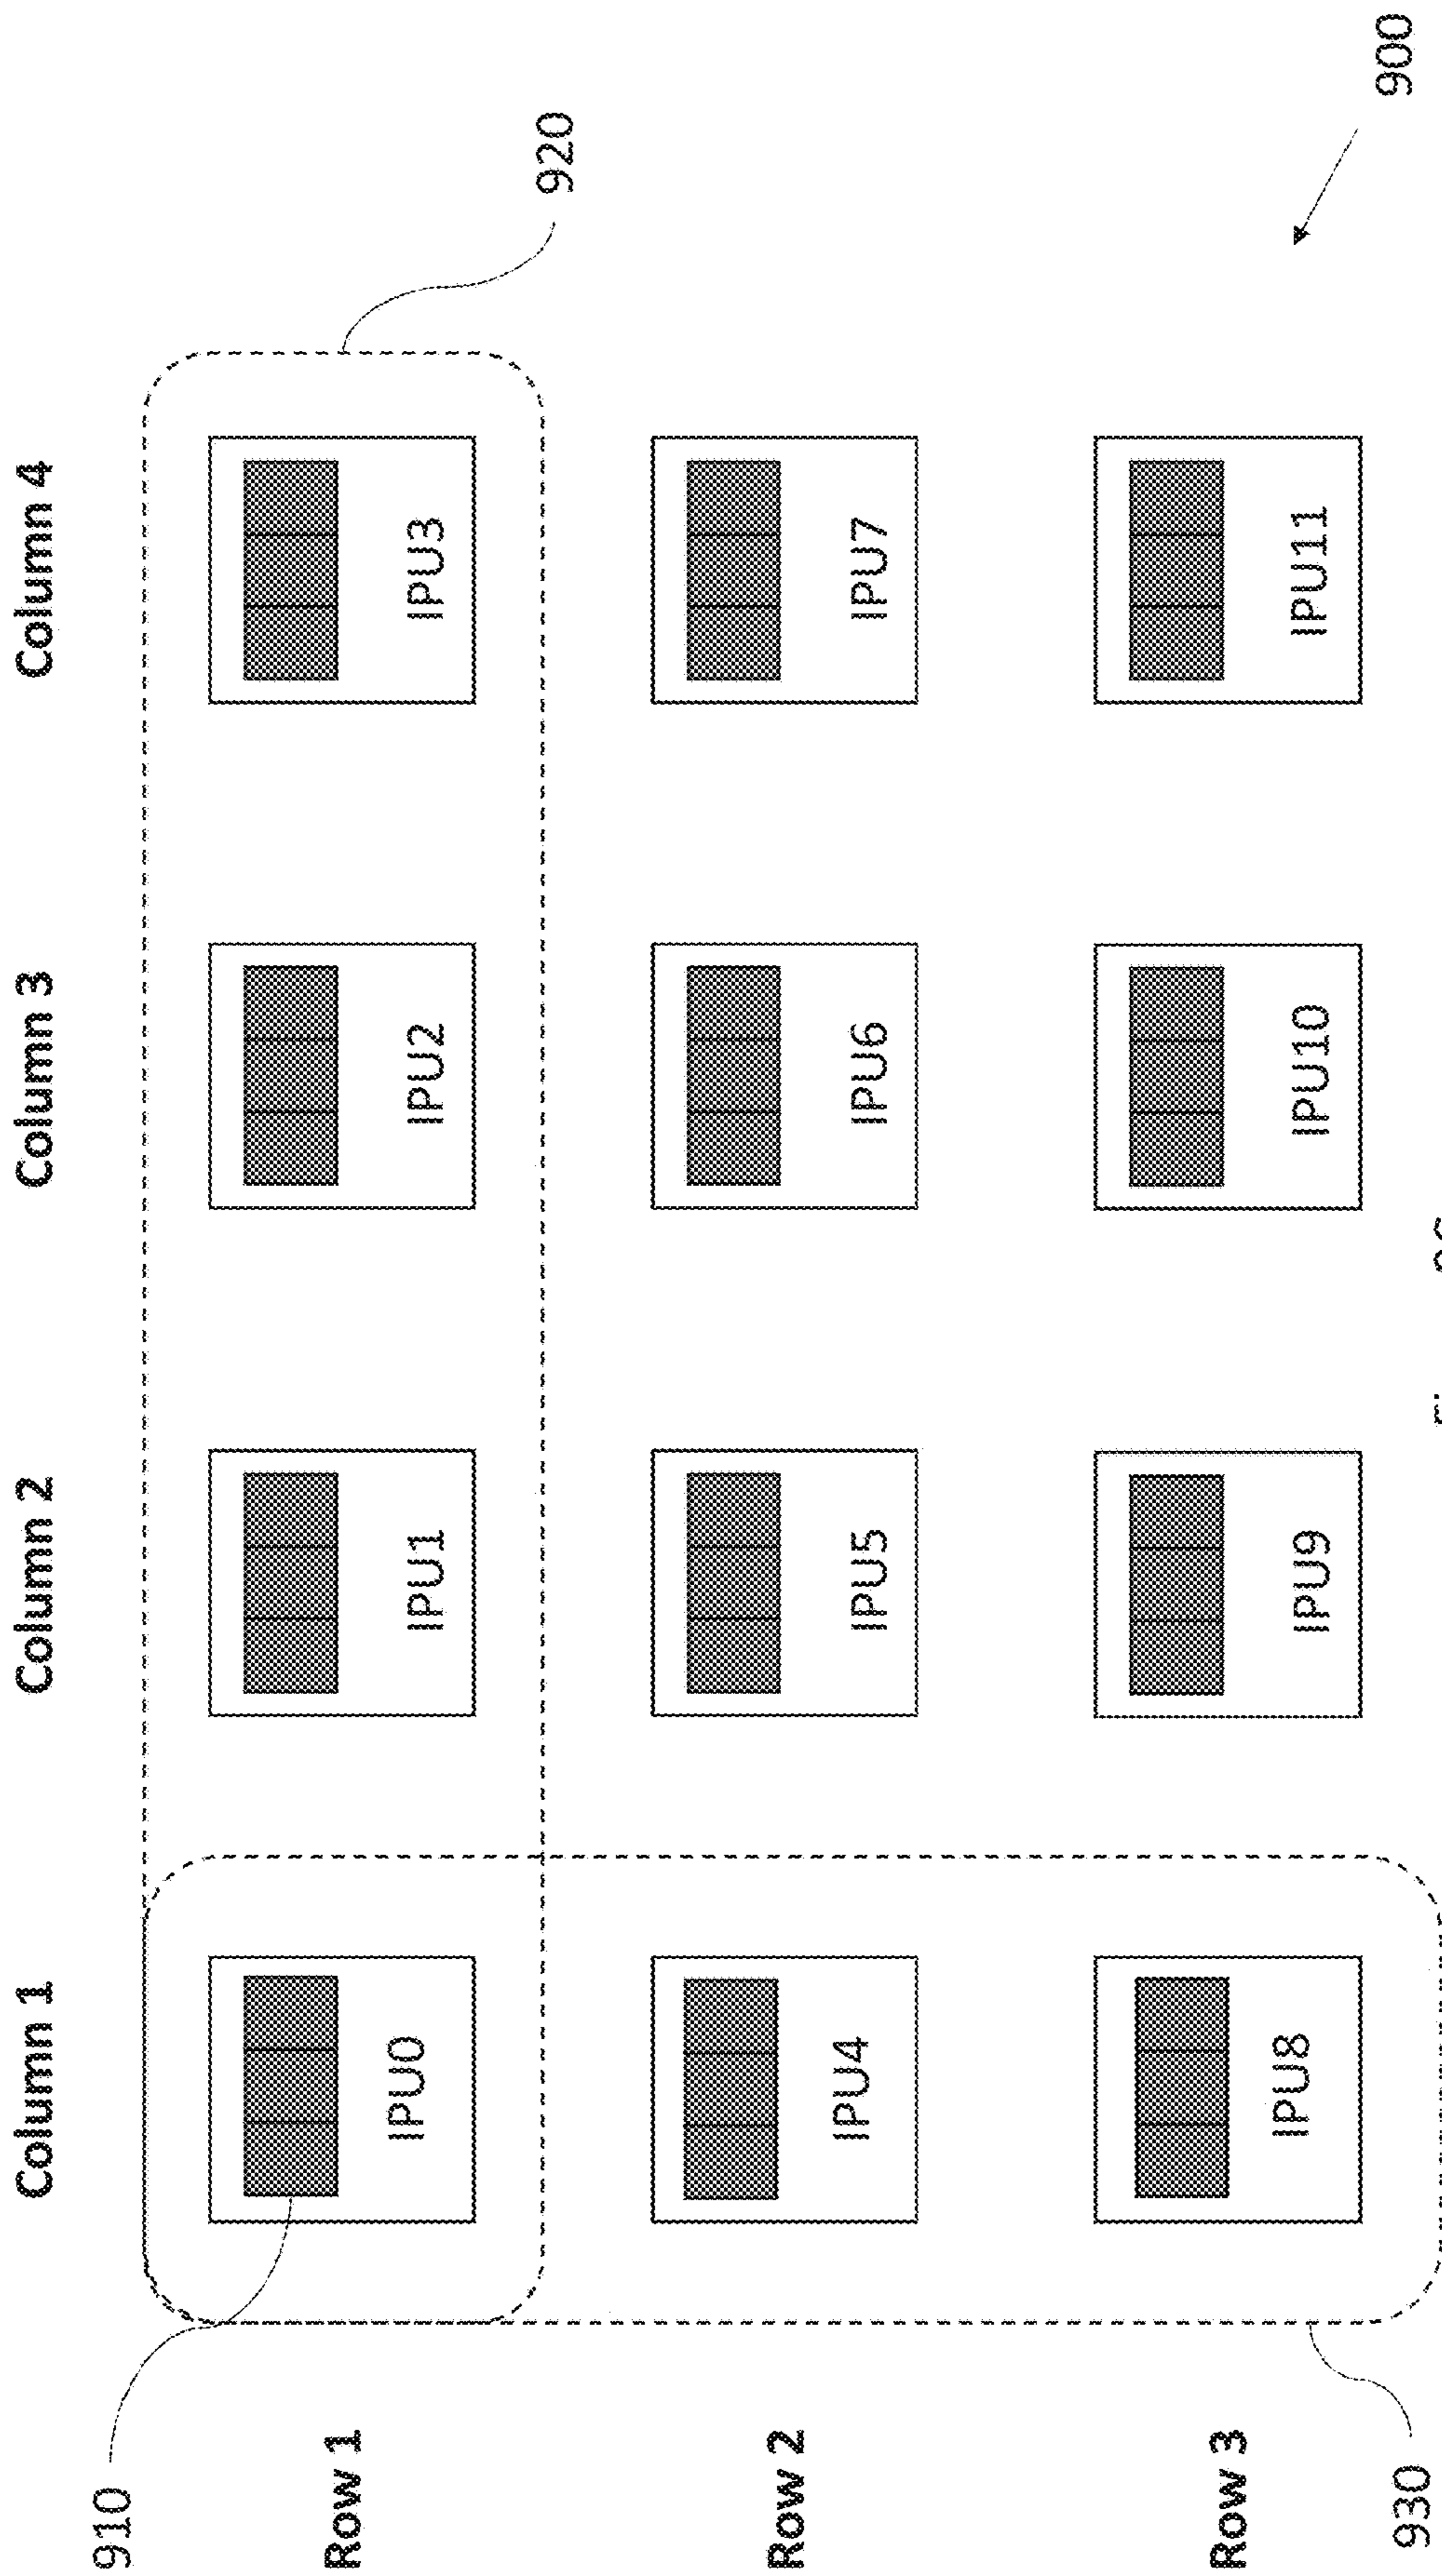 Column 1 Column 2 Column 3 Column 4
910
920
Row 1 IPU0 IPU1 IPU2 IPU3
Row 2 IPU4 IPU5 IPU6 IPU7
Row 3 IPU8 IPU9 IPU10 IPU11
930
900